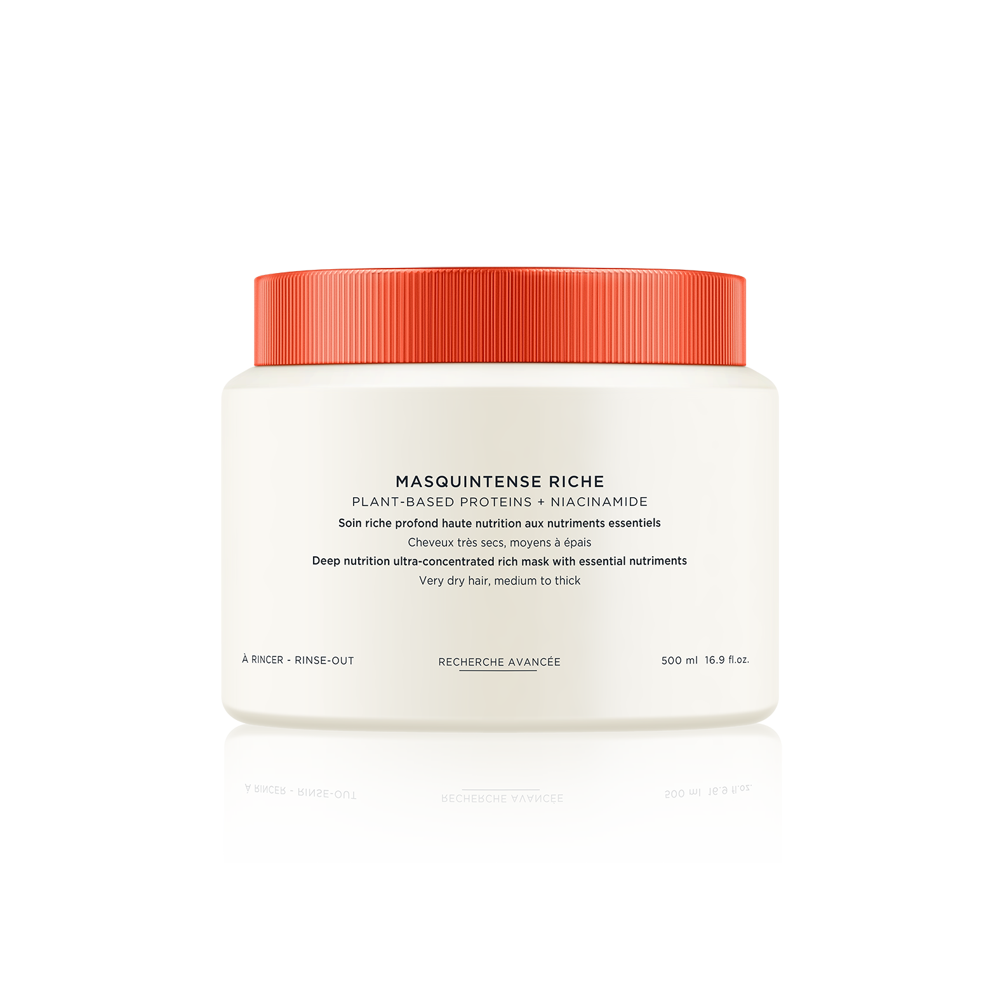 MASQUINTENSE RICHE
PLANT-BASED PROTEINS + NIACINAMIDE
Soin riche profond haute nutrition aux nutriments essentiels
Cheveux très secs, moyens à épais
Deep nutrition ultra-concentrated rich mask with essential nutriments
Very dry hair, medium to thick
À RINCER - RINSE-OUT
RECHERCHE AVANCÉE
500 ml 16.9 fl.oz.